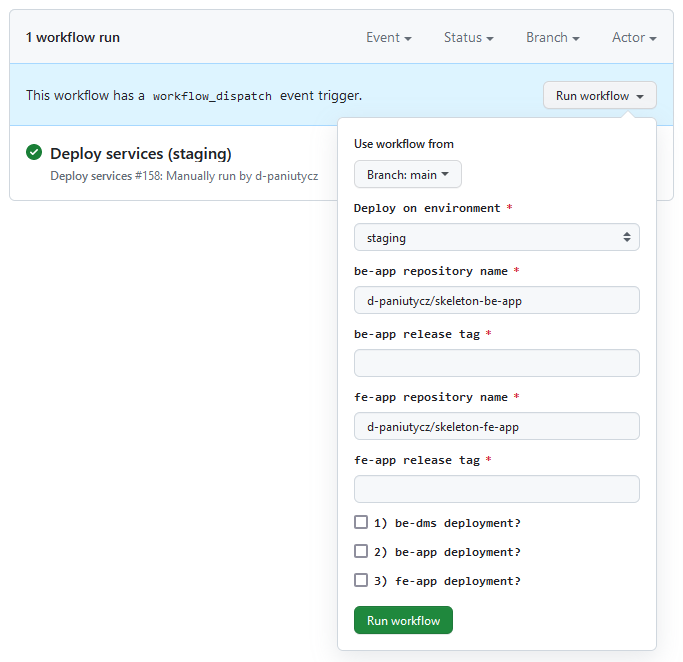 1 workflow run Event Status Branch Actor
This workflow has a workflow_dispatch event trigger. Run workflow
Deploy services (staging)
Deploy services #158: Manually run by d-paniutycz
Use workflow from
Branch: main
Deploy on environment *
staging
be-app repository name *
d-paniutycz/skeleton-be-app
be-app release tag *
fe-app repository name *
d-paniutycz/skeleton-fe-app
fe-app release tag *
1) be-dms deployment?
2) be-app deployment?
3) fe-app deployment?
Run workflow